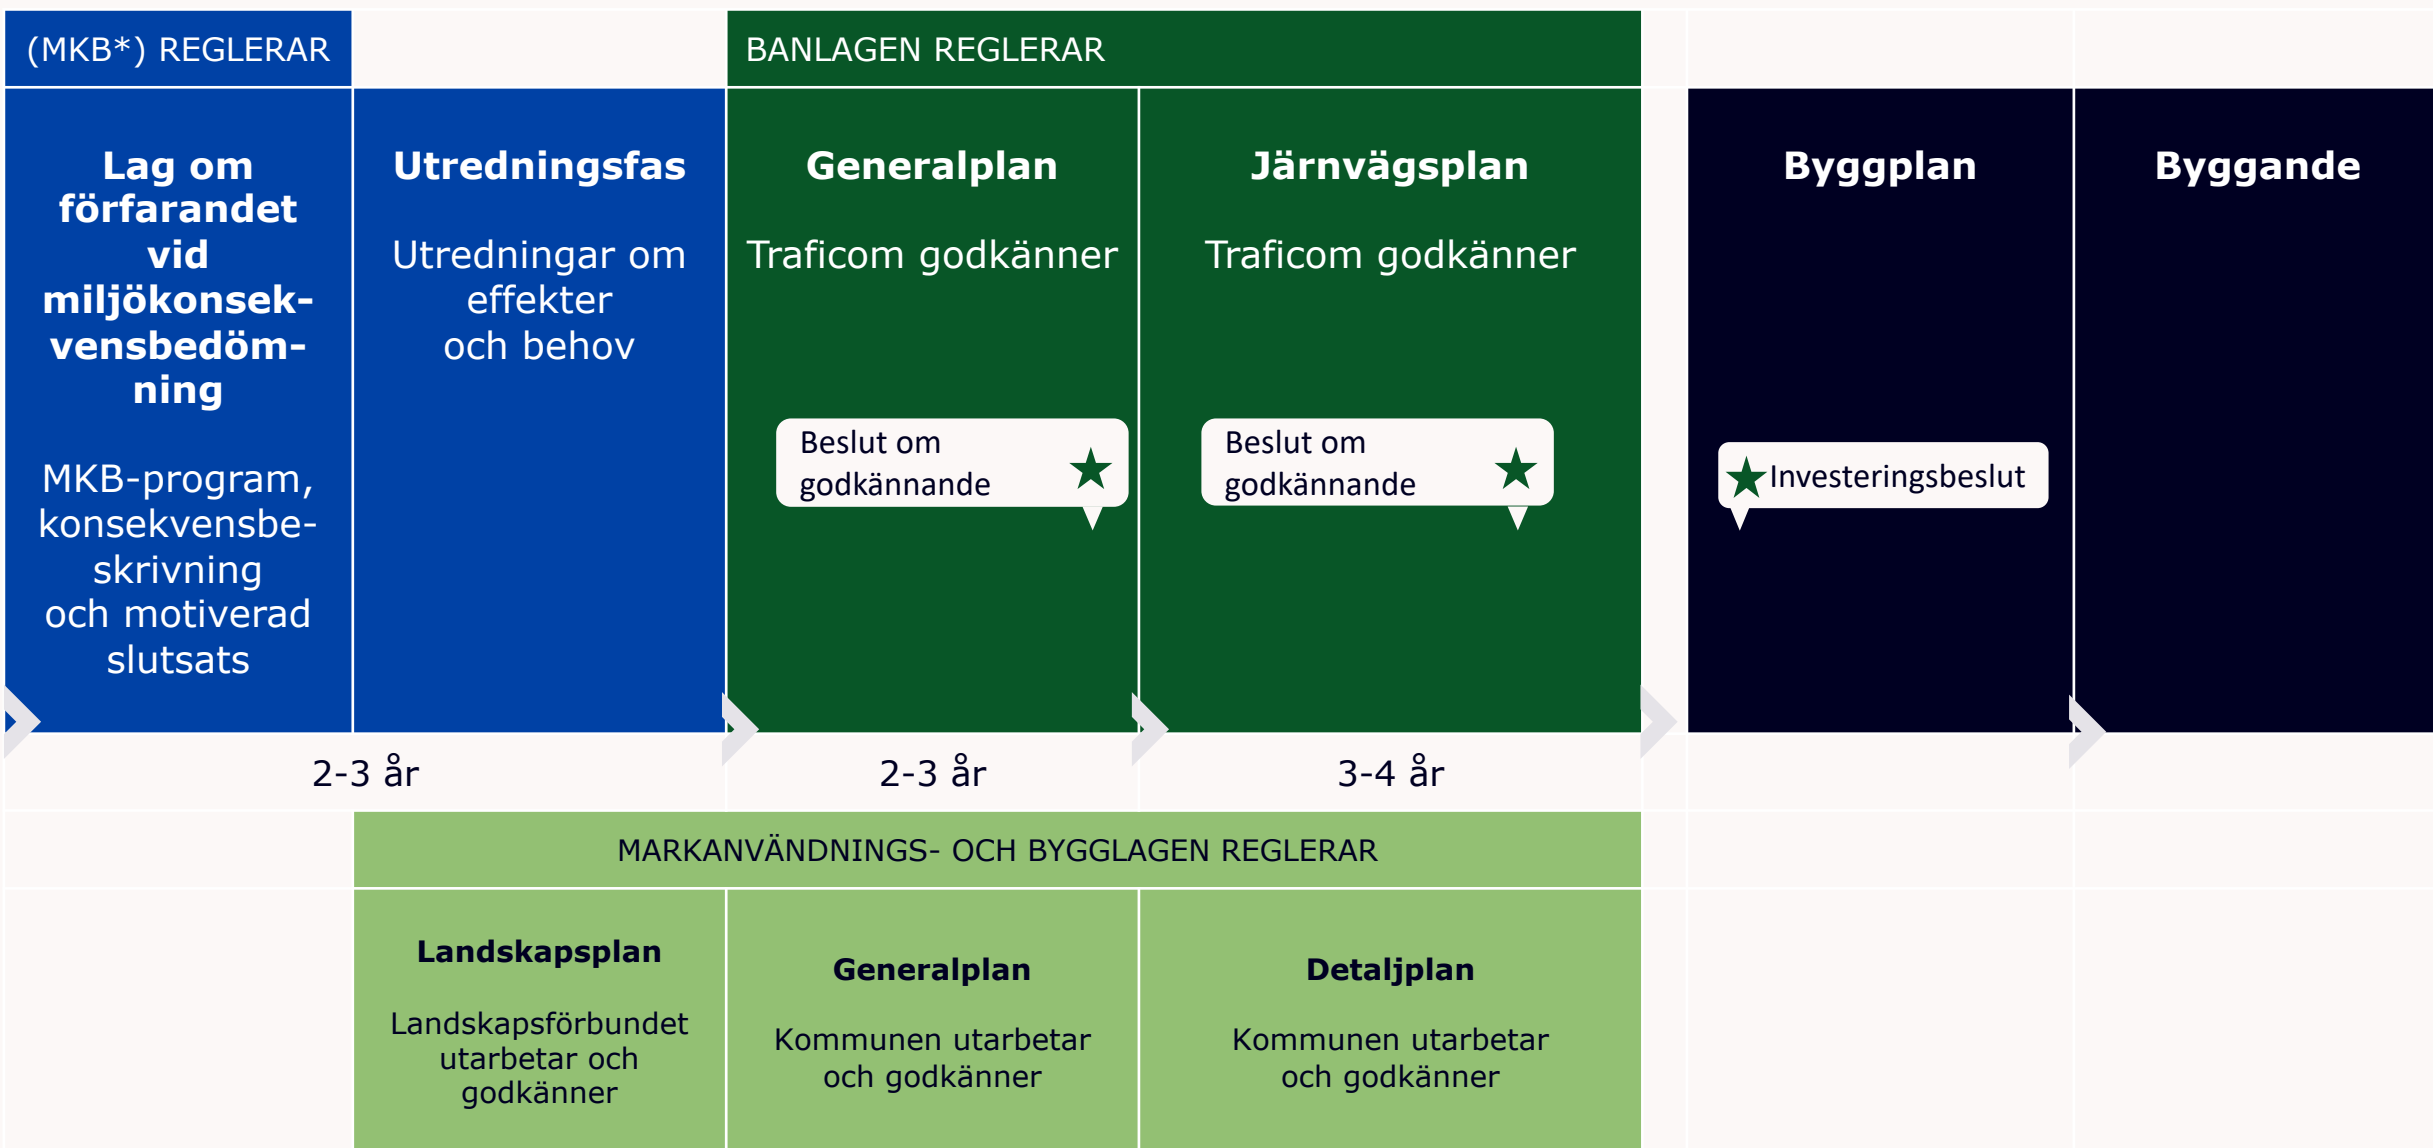 (MKB*) REGLERAR
BANLAGEN REGLERAR
Lag om
förfarandet
vid
miljökonsek-
vensbedöm-
ning
MKB-program,
konsekvensbe-
skrivning
och motiverad
slutsats
Utredningsfas
Utredningar om
effekter
och behov
Generalplan
Traficom godkänner
Beslut om
godkännande
Järnvägsplan
Traficom godkänner
Beslut om
godkännande
Byggplan
Investeringsbeslut
Byggande
2-3 år
2-3 år
3-4 år
MARKANVÄNDNINGS- OCH BYGGLAGEN REGLERAR
Landskapsplan
Landskapsförbundet
utarbetar och
godkänner
Generalplan
Kommunen utarbetar
och godkänner
Detaljplan
Kommunen utarbetar
och godkänner